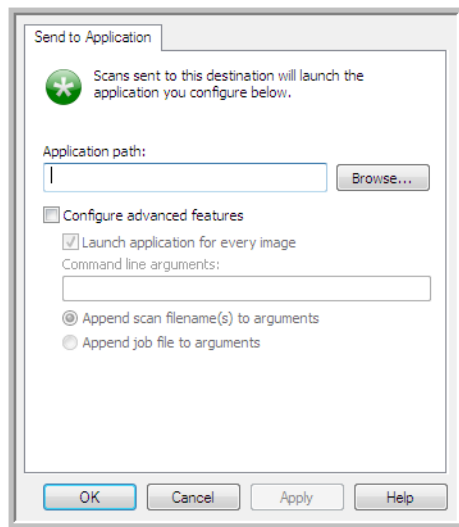 Send to Application
Scans sent to this destination will launch the
application you configure below.
Application path:
Browse...
Configure advanced features
Launch application for every image
Command line arguments:
Append scan filename(s) to arguments
Append job file to arguments
OK Cancel Apply Help